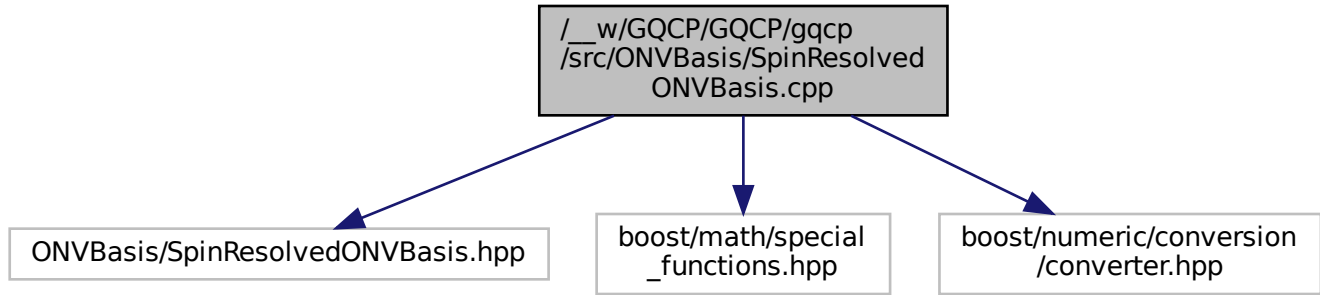 /__w/GQCP/GQCP/gqcp
/src/ONVBasis/SpinResolved
ONVBasis.cpp
ONVBasis/SpinResolvedONVBasis.hpp
boost/math/special
_functions.hpp
boost/numeric/conversion
/converter.hpp